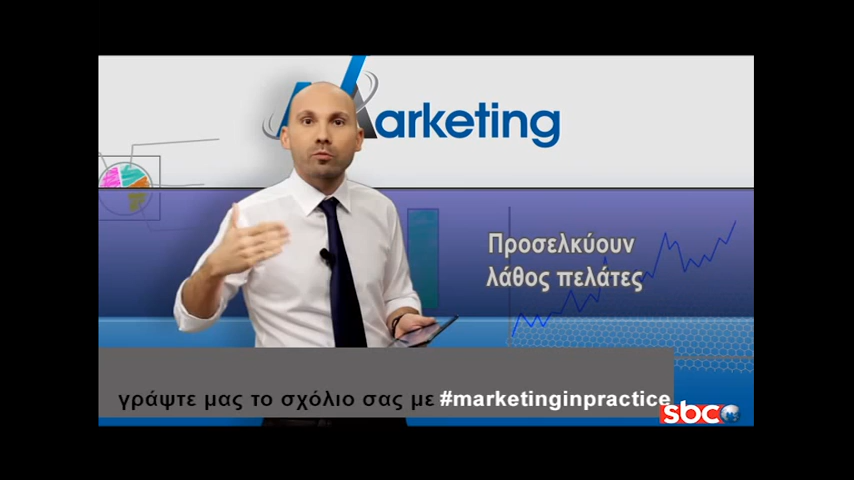 Marketing
Προσελκύουν
λάθος πελάτες
γράψτε μας το σχόλιο σας με #marketinginpractice
sbc